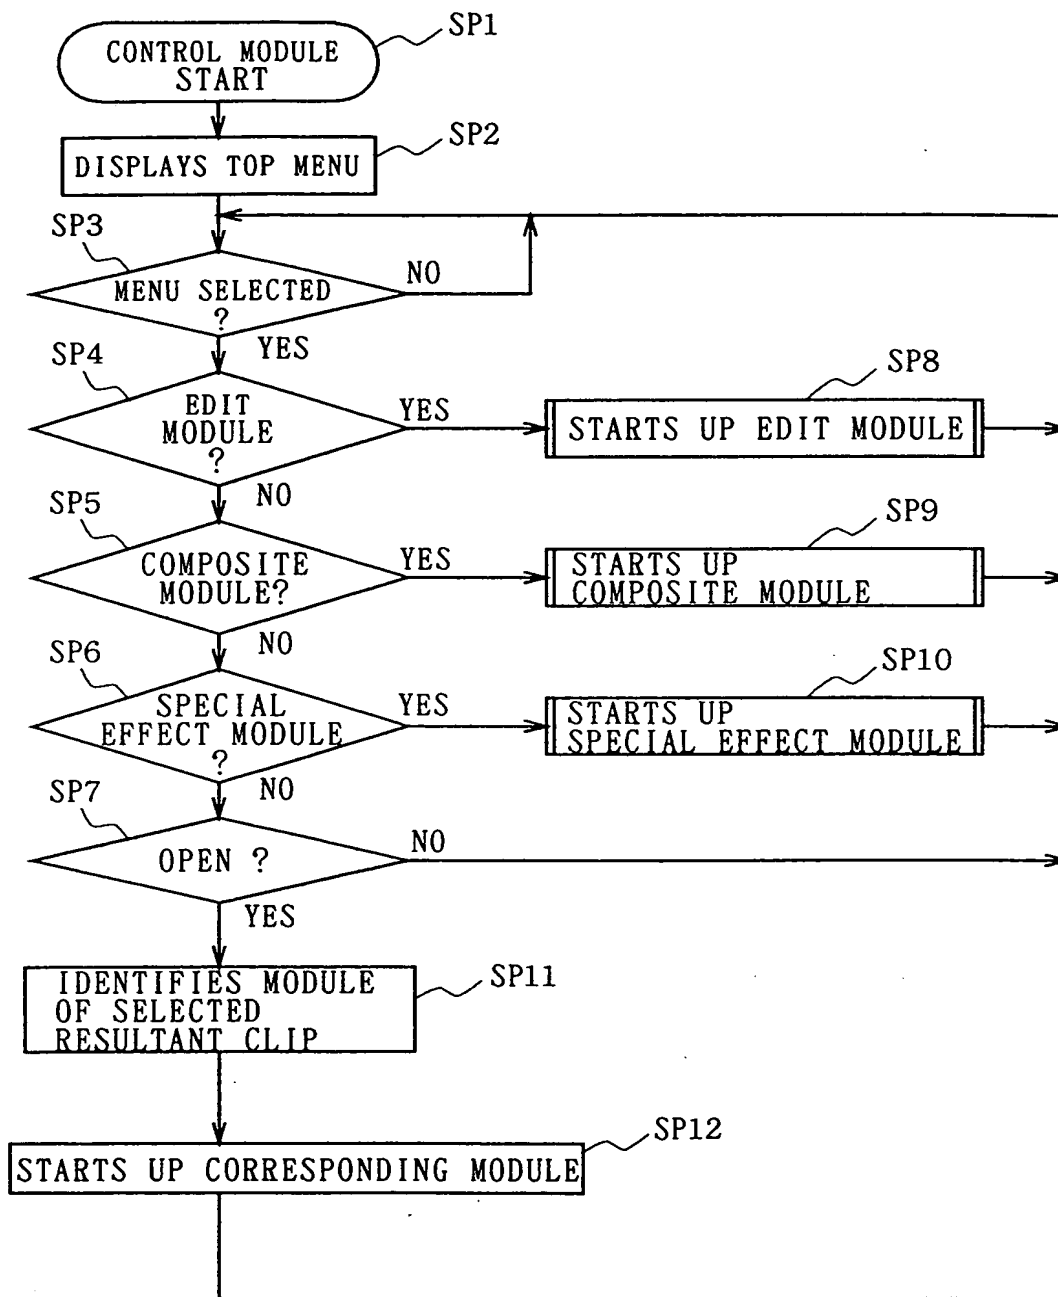 CONTROL MODULE
START
SP1
DISPLAYS TOP MENU
SP2
SP3
MENU SELECTED
?
NO
YES
SP4
EDIT
MODULE
?
YES
NO
SP8
STARTS UP EDIT MODULE
SP5
COMPOSITE
MODULE?
YES
NO
SP9
STARTS UP
COMPOSITE MODULE
SP6
SPECIAL
EFFECT MODULE
?
YES
NO
SP10
STARTS UP
SPECIAL EFFECT MODULE
SP7
OPEN ?
NO
YES
IDENTIFIES MODULE
OF SELECTED
RESULTANT CLIP
SP11
SP12
STARTS UP CORRESPONDING MODULE